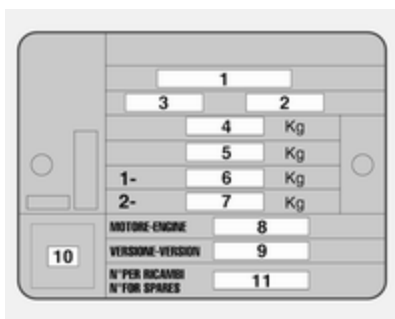 1
3 2
4 Kg
5 Kg
1- 6 Kg
2- 7 Kg
MOTORE-ENGINE 8
VERSIONE-VERSION 9
10
N°PER RICAMBI
N°FOR SPARES 11